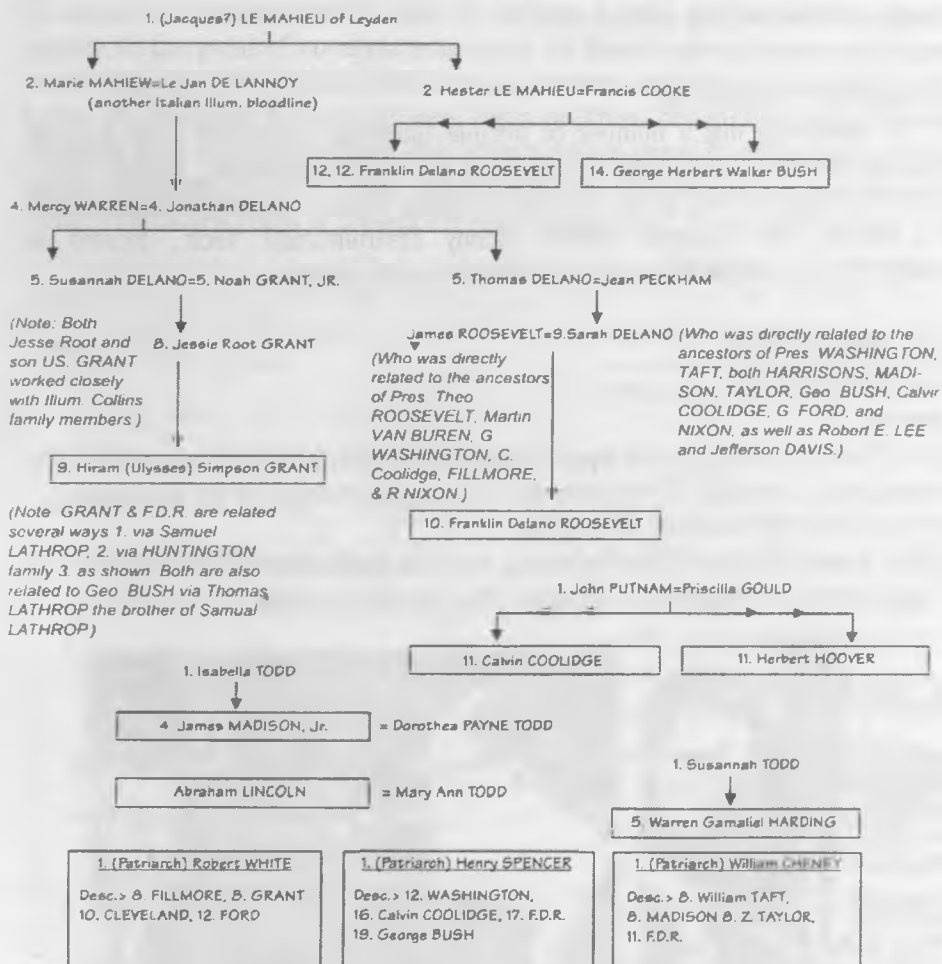 1. (Jacques?) LE MAHIEU of Leyden
2. Marie MAHIEW=Le Jan DE LANNOY
(another Italian Illum. bloodline)
2 Hester LE MAHIEU=Francis COOKE
12, 12. Franklin Delano ROOSEVELT
14. George Herbert Walker BUSH
4. Mercy WARREN=4. Jonathan DELANO
5. Susannah DELANO=5. Noah GRANT, JR.
5. Thomas DELANO=Jean PECKHAM
(Note: Both
Jesse Root and
son US. GRANT
worked closely
with Illum. Collins
family members.)
8. Jessie Root GRANT
James ROOSEVELT=9.Sarah DELANO
(Who was directly
related to the ancestors
of Pres Theo
ROOSEVELT, Martin
VAN BUREN, G
WASHINGTON, C.
Coolidge, FILLMORE,
& R NIXON.)
(Who was directly related to the
ancestors of Pres WASHINGTON,
TAFT, both HARRISONS, MADI-
SON, TAYLOR, Geo BUSH, Calvin
COOLIDGE, G FORD, and
NIXON, as well as Robert E. LEE
and Jefferson DAVIS.)
9. Hiram (Ulysses) Simpson GRANT
10. Franklin Delano ROOSEVELT
(Note GRANT & F.D.R. are related
several ways 1. via Samuel
LATHROP, 2. via HUNTINGTON
family 3. as shown Both are also
related to Geo BUSH via Thomas
LATHROP the brother of Samual
LATHROP)
1. John PUTNAM=Priscilla GOULD
11. Calvin COOLIDGE
11. Herbert HOOVER
1. Isabella TODD
4 James MADISON, Jr.
= Dorothea PAYNE TODD
Abraham LINCOLN
= Mary Ann TODD
1. Susannah TODD
5. Warren Gamaliel HARDING
1. (Patriarch) Robert WHITE
Desc.> 8. FILLMORE, 8. GRANT
10. CLEVELAND, 12. FORD
1. (Patriarch) Henry SPENCER
Desc.> 12. WASHINGTON,
16. Calvin COOLIDGE, 17. F.D.R.
19. George BUSH
1. (Patriarch) William CHENEY
Desc.> 8. William TAFT,
8. MADISON 8. Z TAYLOR,
11. F.D.R.